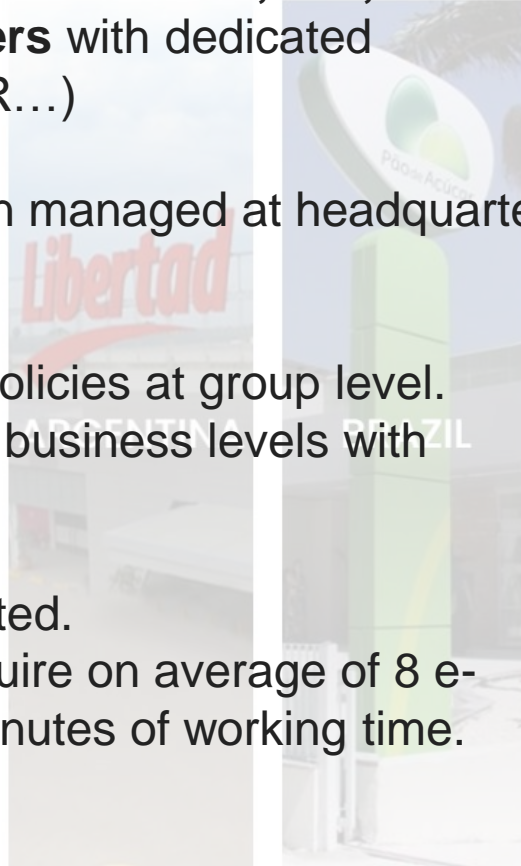 ers with dedicated
R…)
Pão de Açúcar
n managed at headquarte
Libertad
olicies at group level.
ARGENTINA BRAZIL
business levels with
ted.
uire on average of 8 e-
nutes of working time.